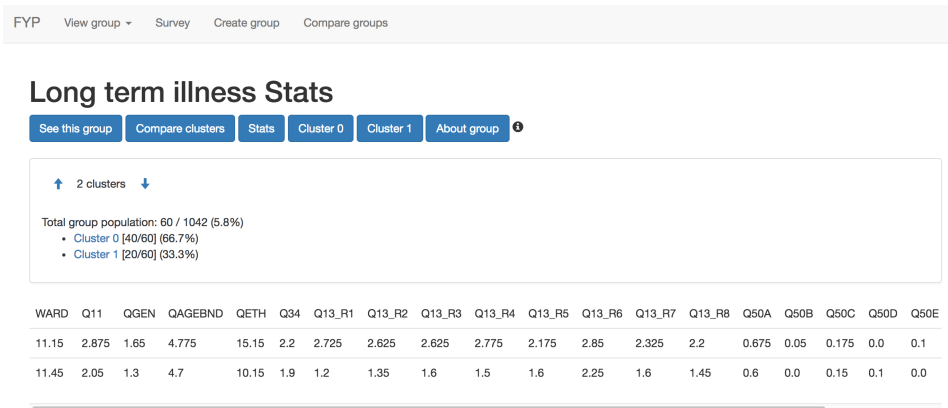 FYP View group Survey Create group Compare groups
Long term illness Stats
See this group Compare clusters Stats Cluster 0 Cluster 1 About group
2 clusters
Total group population: 60 / 1042 (5.8%)
Cluster 0 [40/60] (66.7%)
Cluster 1 [20/60] (33.3%)
WARD Q11 QGEN QAGEBND QETH Q34 Q13_R1 Q13_R2 Q13_R3 Q13_R4 Q13_R5 Q13_R6 Q13_R7 Q13_R8 Q50A Q50B Q50C Q50D Q50E
11.15 2.875 1.65 4.775 15.15 2.2 2.725 2.625 2.625 2.775 2.175 2.85 2.325 2.2 0.675 0.05 0.175 0.0 0.1
11.45 2.05 1.3 4.7 10.15 1.9 1.2 1.35 1.6 1.5 1.6 2.25 1.6 1.45 0.6 0.0 0.15 0.1 0.0